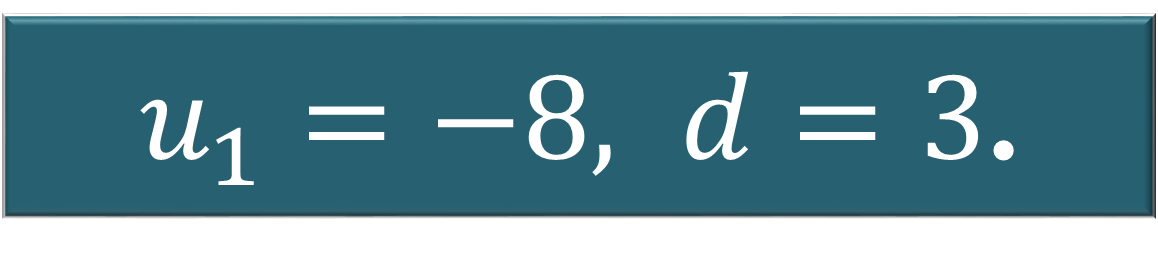 u₁ = −8, d = 3.